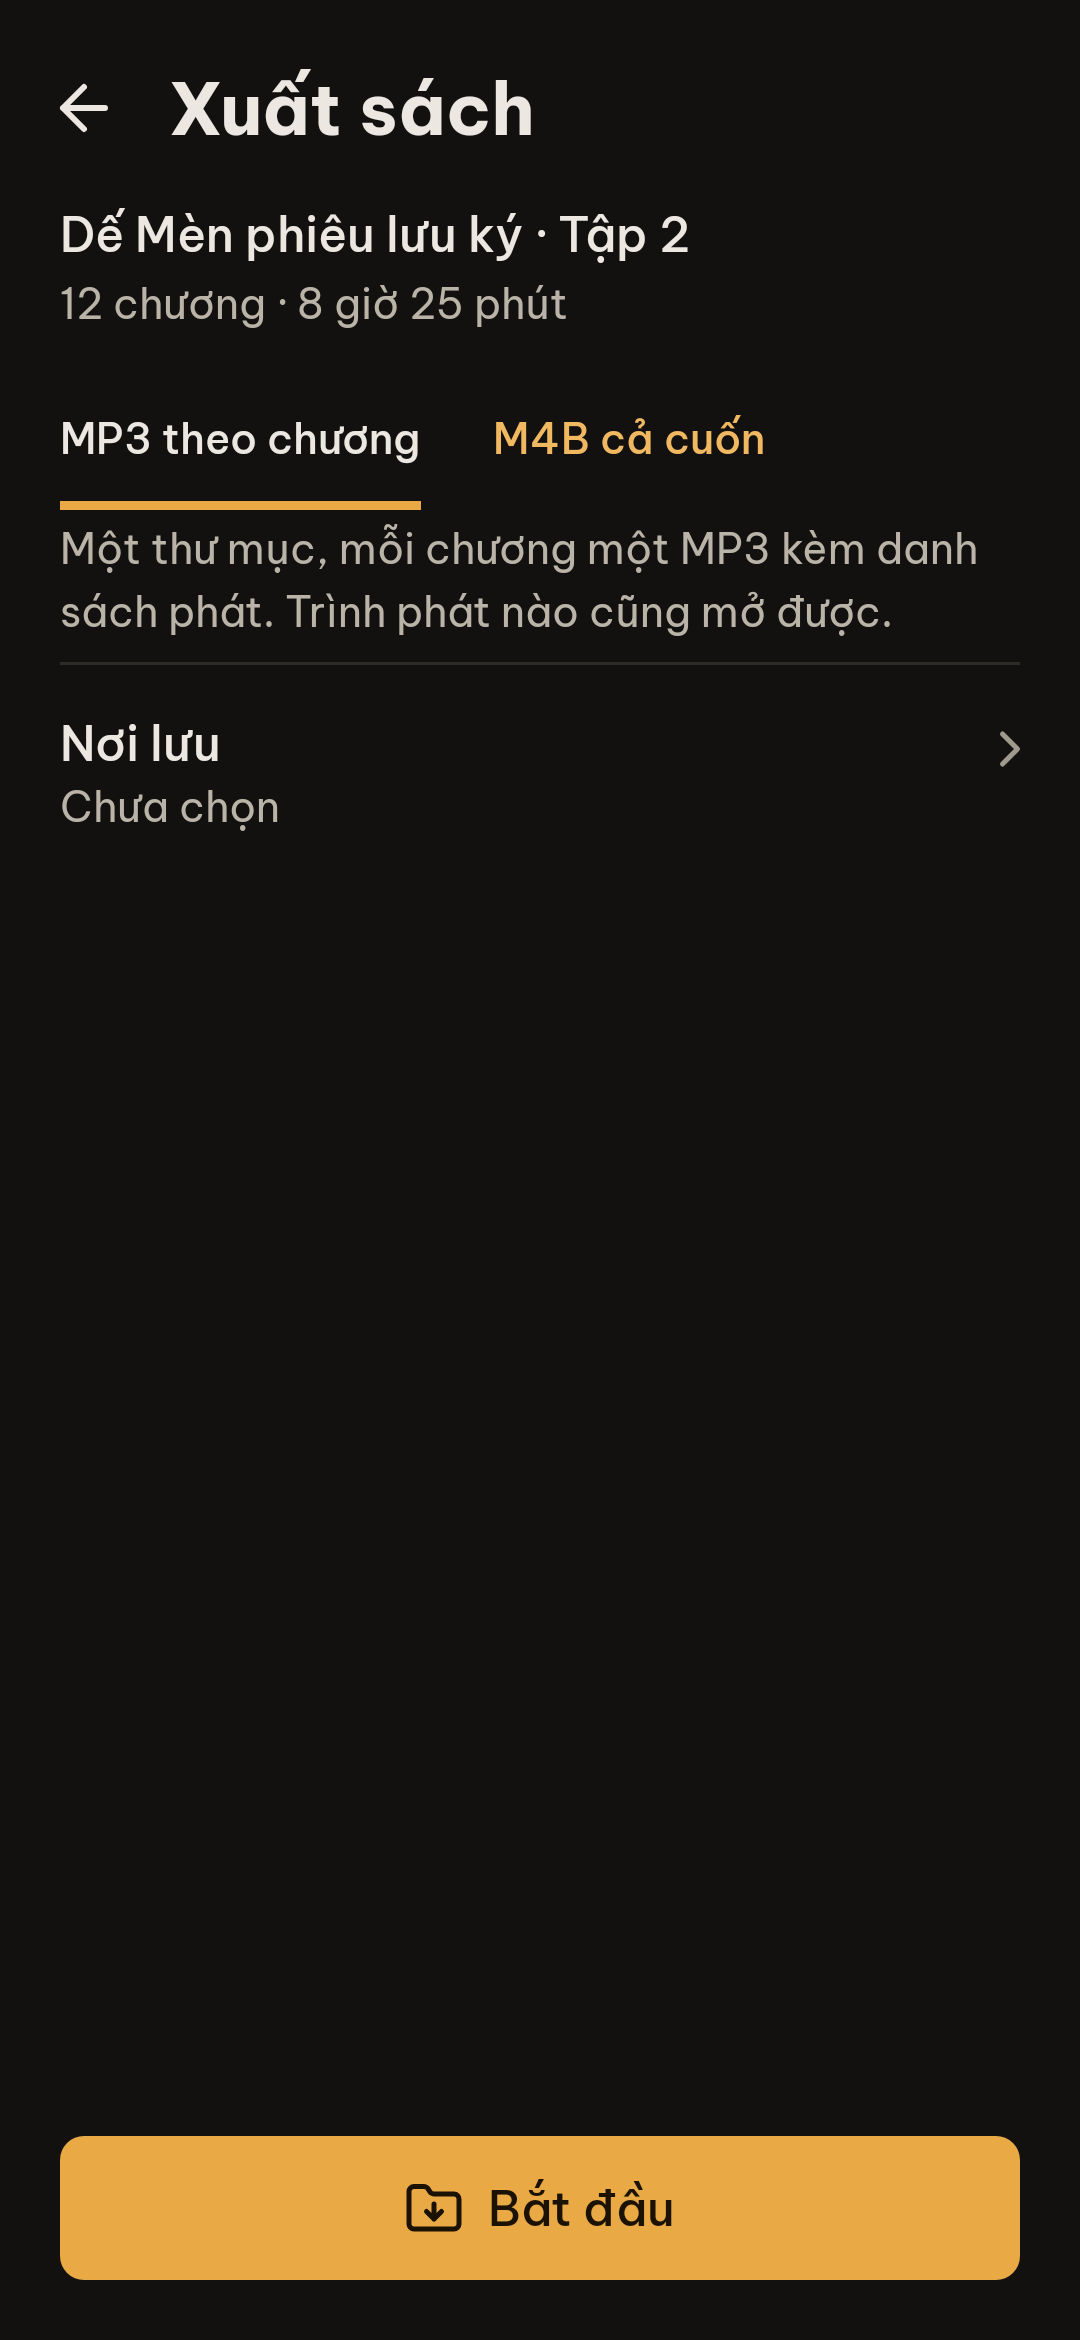 Xuất sách
Dế Mèn phiêu lưu ký · Tập 2
12 chương · 8 giờ 25 phút
MP3 theo chương
M4B cả cuốn
Một thư mục, mỗi chương một MP3 kèm danh
sách phát. Trình phát nào cũng mở được.
Nơi lưu
Chưa chọn
Bắt đầu